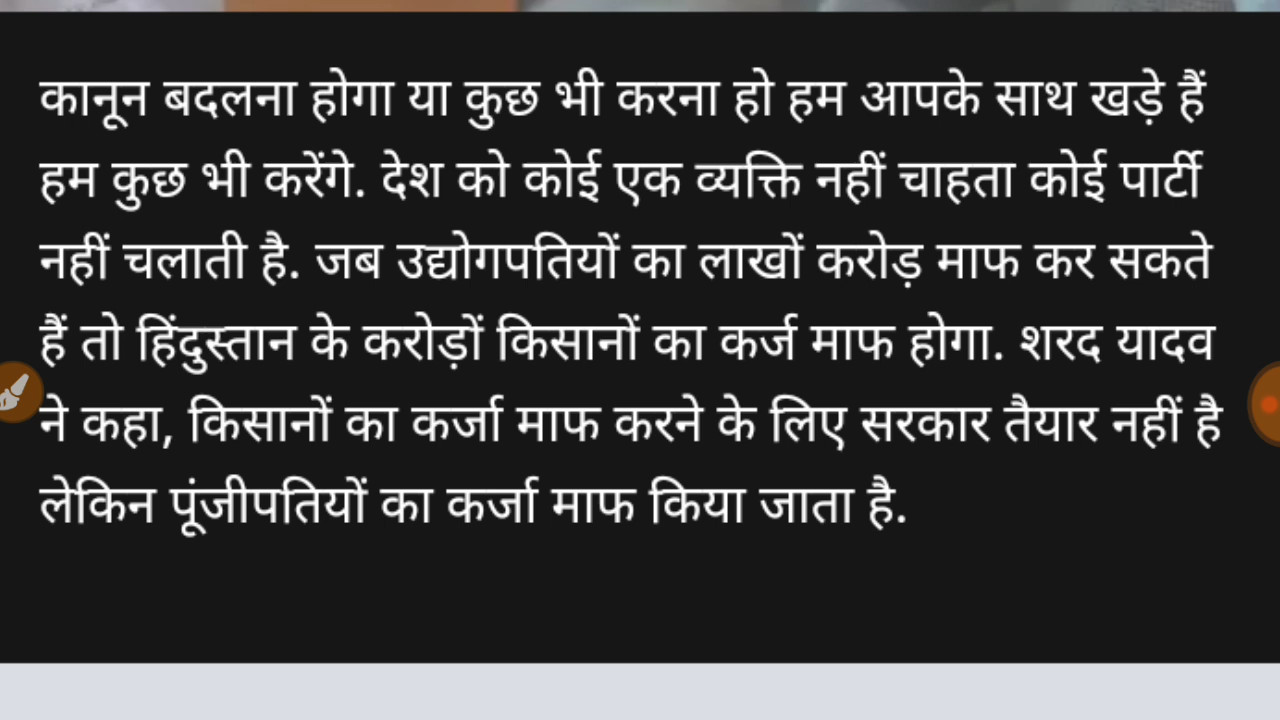 कानून बदलना होगा या कुछ भी करना हो हम आपके साथ खड़े हैं
हम कुछ भी करेंगे. देश को कोई एक व्यक्ति नहीं चाहता कोई पार्टी
नहीं चलाती है. जब उद्योगपतियों का लाखों करोड़ माफ कर सकते
हैं तो हिंदुस्तान के करोड़ों किसानों का कर्ज माफ होगा. शरद यादव
ने कहा, किसानों का कर्जा माफ करने के लिए सरकार तैयार नहीं है
लेकिन पूंजीपतियों का कर्जा माफ किया जाता है.